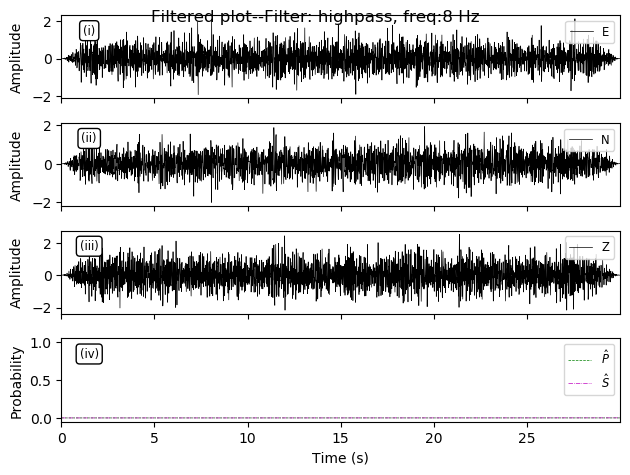 Filtered plot--Filter: highpass, freq:8 Hz
Amplitude
2
0
−2
(i)
E
Amplitude
2
0
−2
(ii)
N
Amplitude
2
0
−2
(iii)
Z
Probability
1.0
0.5
0.0
(iv)
P̂
Ŝ
0 5 10 15 20 25
Time (s)